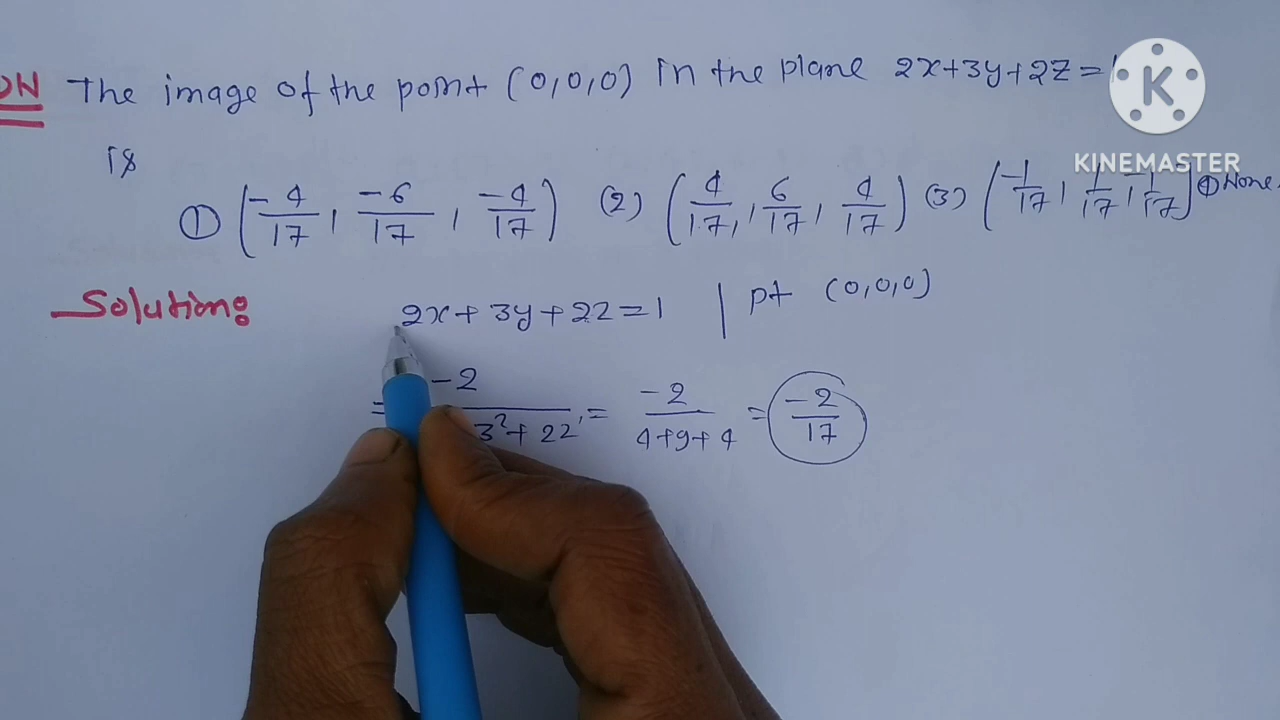 ON The image of the point (0,0,0) in the plane 2x+3y+2z=1
is
① (-4/17, -6/17, -4/17) (2) (4/17, 6/17, 4/17) (3) (-1/17, 1/17, -1/17) ④ None.
Solution: 2x+3y+2z=1 | pt (0,0,0)
= -2/3²+22 = -2/4+9+4 = -2/17
K
KINEMASTER